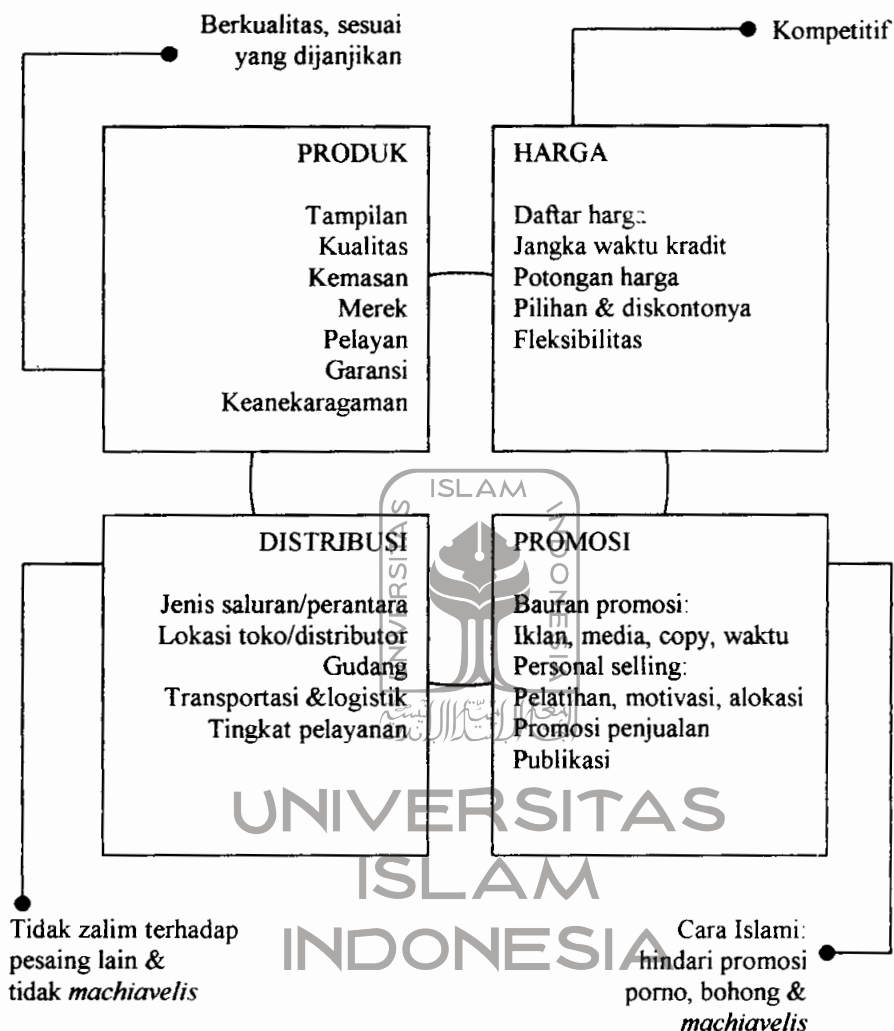 Berkualitas, sesuai
yang dijanjikan
Kompetitif
PRODUK
Tampilan
Kualitas
Kemasan
Merek
Pelayan
Garansi
Keanekaragaman
HARGA
Daftar harga
Jangka waktu kradit
Potongan harga
Pilihan & diskontonya
Fleksibilitas
DISTRIBUSI
Jenis saluran/perantara
Lokasi toko/distributor
Gudang
Transportasi &logistik
Tingkat pelayanan
PROMOSI
Bauran promosi:
Iklan, media, copy, waktu
Personal selling:
Pelatihan, motivasi, alokasi
Promosi penjualan
Publikasi
ISLAM
UNIVERSITAS
INDONESIA
UNIVERSITAS
ISLAM
INDONESIA
Tidak zalim terhadap
pesaing lain &
tidak machiavelis
Cara Islami:
hindari promosi
porno, bohong &
machiavelis